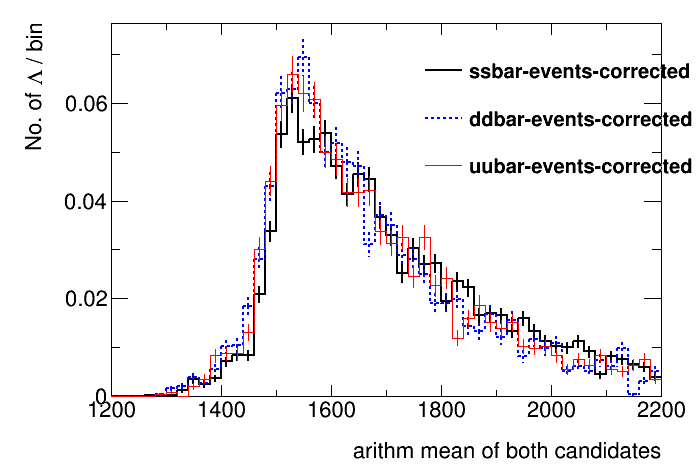 No. of Λ / bin
0.06
0.04
0.02
0
1200
1400
1600
1800
2000
2200
arithm mean of both candidates
ssbar-events-corrected
ddbar-events-corrected
uubar-events-corrected